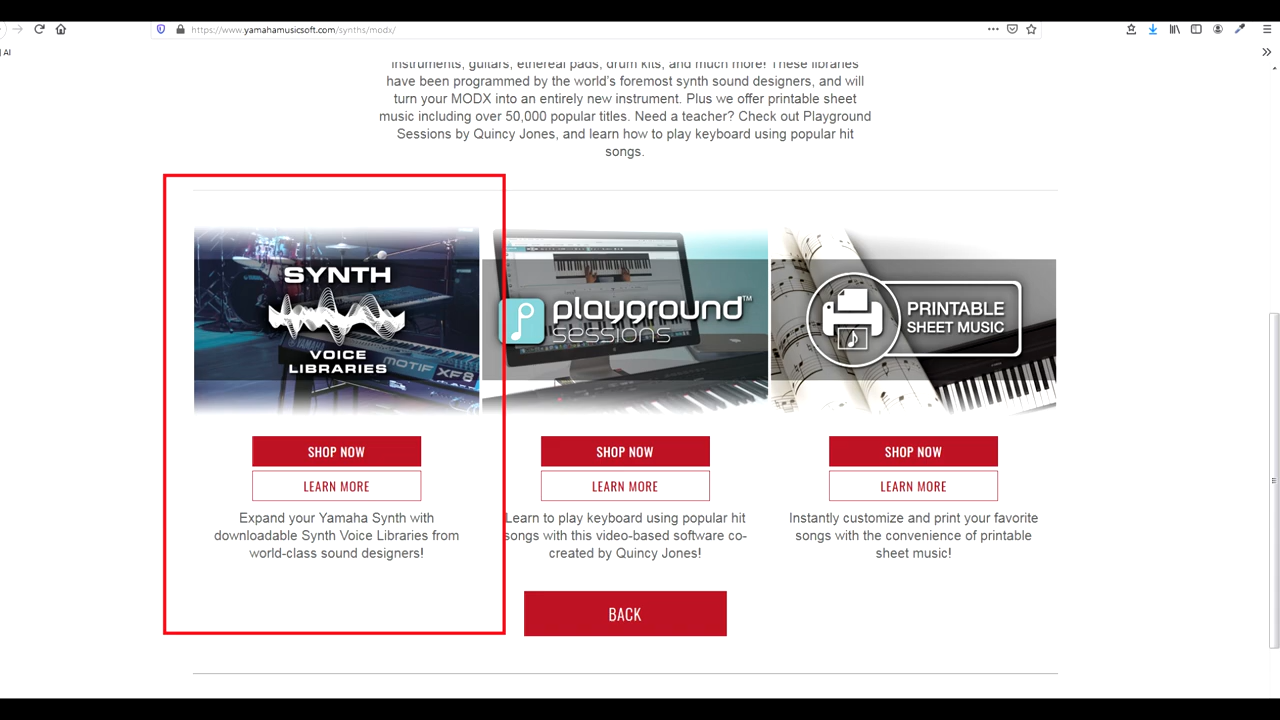 https://www.yamahamusicsoft.com/synths/modx/
AI
instruments, guitars, ethereal pads, drum kits, and much more! These libraries
have been programmed by the world's foremost synth sound designers, and will
turn your MODX into an entirely new instrument. Plus we offer printable sheet
music including over 50,000 popular titles. Need a teacher? Check out Playground
Sessions by Quincy Jones, and learn how to play keyboard using popular hit
songs.
SYNTH
VOICE
LIBRARIES
YAMAHA
MOTIF XF8
playground™
sessions
PRINTABLE
SHEET MUSIC
SHOP NOW
LEARN MORE
Expand your Yamaha Synth with
downloadable Synth Voice Libraries from
world-class sound designers!
SHOP NOW
LEARN MORE
Learn to play keyboard using popular hit
songs with this video-based software co-
created by Quincy Jones!
SHOP NOW
LEARN MORE
Instantly customize and print your favorite
songs with the convenience of printable
sheet music!
BACK